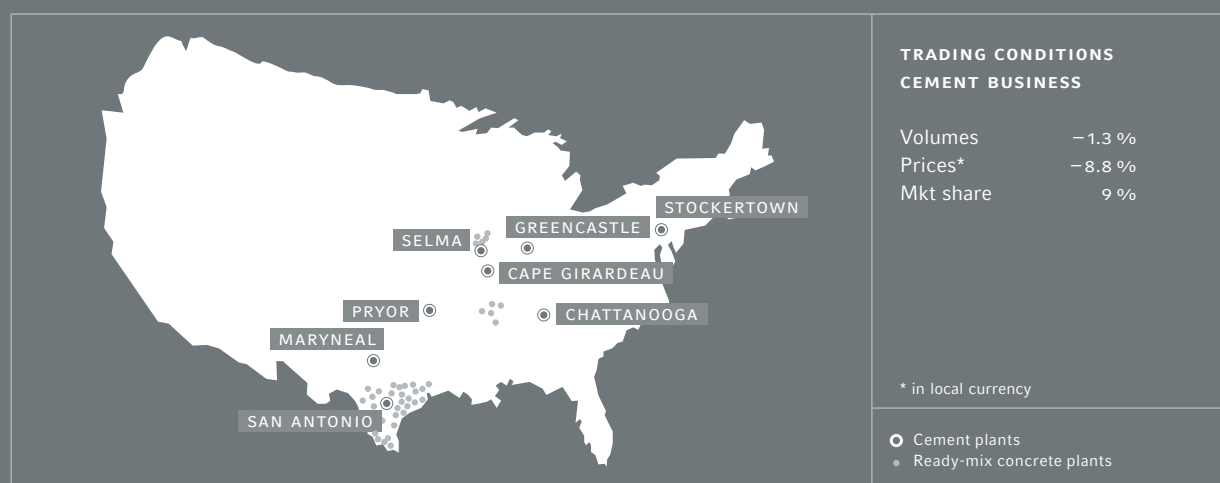 STOCKERTOWN
GREENCASTLE
SELMA
CAPE GIRARDEAU
PRYOR
CHATTANOOGA
MARYNEAL
SAN ANTONIO
TRADING CONDITIONS
CEMENT BUSINESS
Volumes −1.3 %
Prices* −8.8 %
Mkt share 9 %
* in local currency
Cement plants
Ready-mix concrete plants